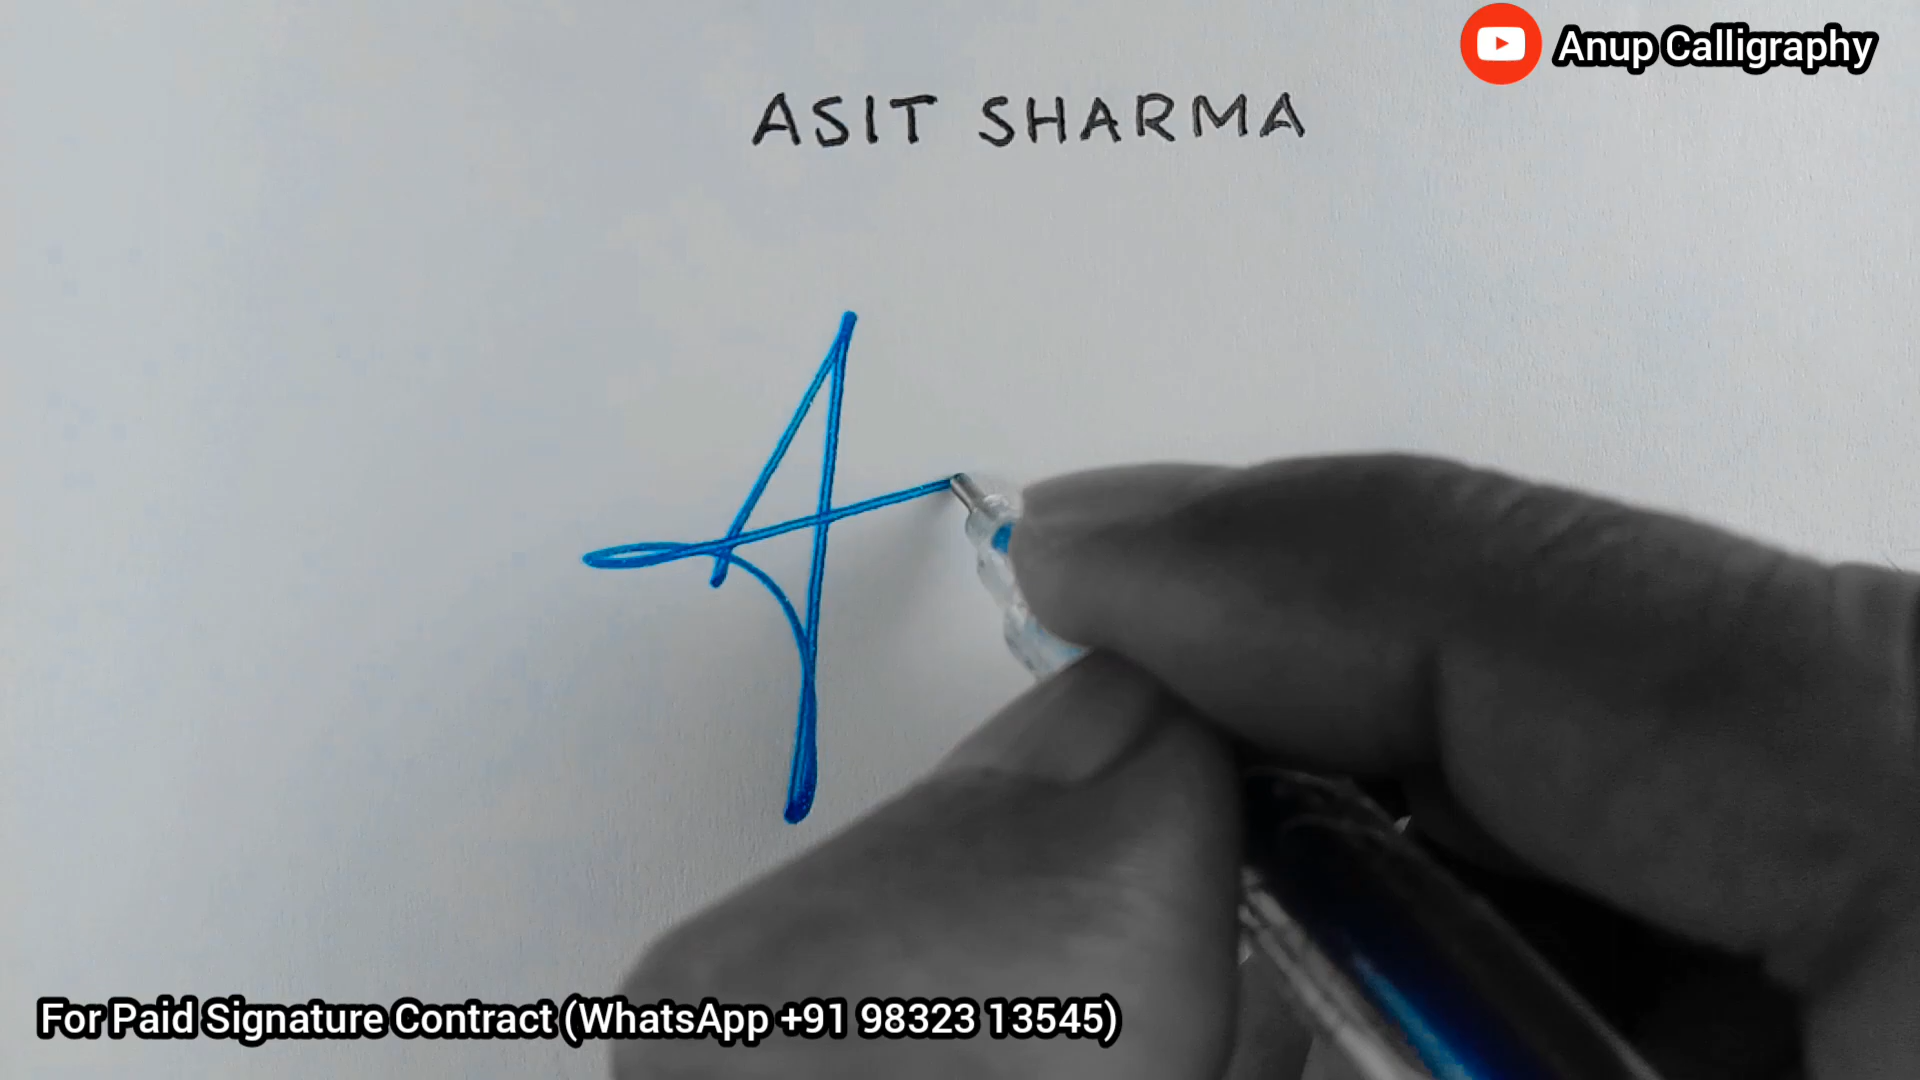 Anup Calligraphy
ASIT SHARMA
A
For Paid Signature Contract (WhatsApp +91 98323 13545)